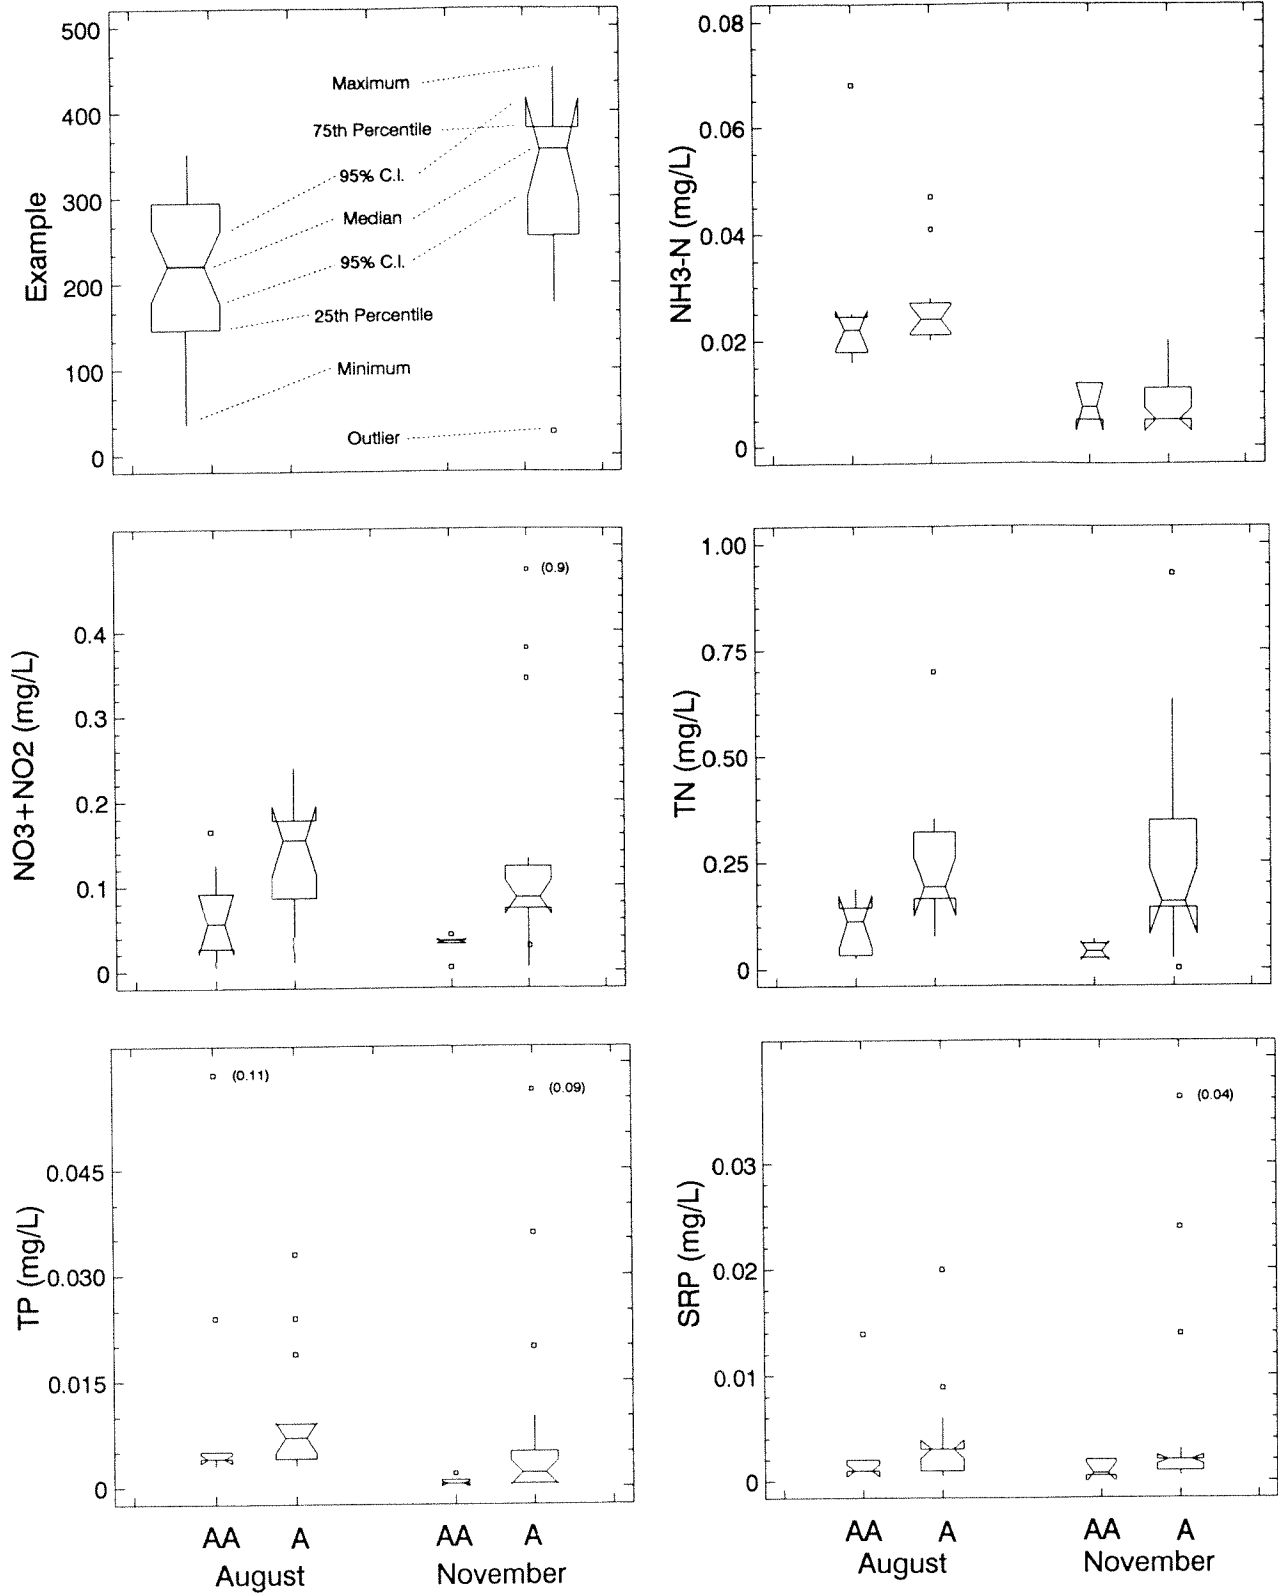 500
400
300
200
100
0
Example
Maximum
75th Percentile
95% C.I.
Median
95% C.I.
25th Percentile
Minimum
Outlier
0.08
0.06
0.04
0.02
0
NH3-N (mg/L)
0.4
0.3
0.2
0.1
0
NO3+NO2 (mg/L)
(0.9)
1.00
0.75
0.50
0.25
0
TN (mg/L)
0.045
0.030
0.015
0
TP (mg/L)
(0.11)
(0.09)
AA A AA A
August November
0.03
0.02
0.01
0
SRP (mg/L)
(0.04)
AA A AA A
August November